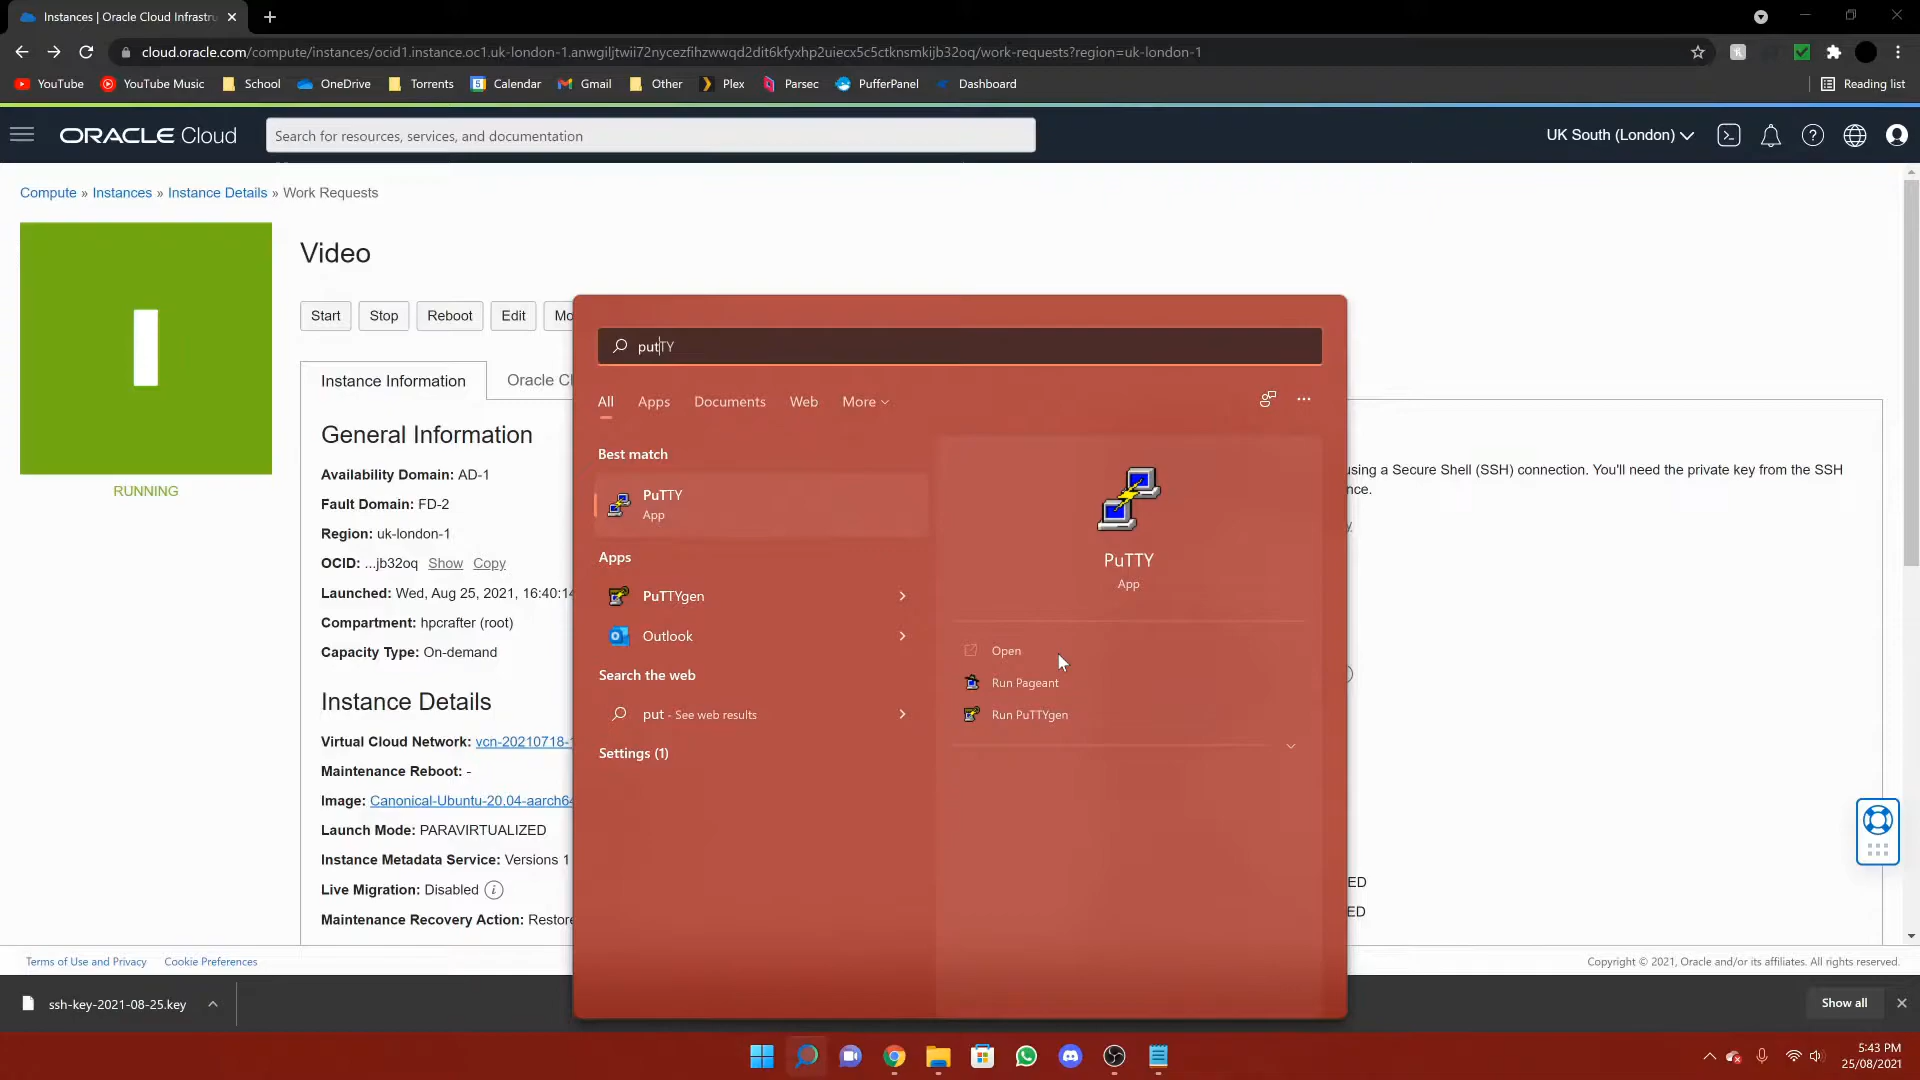 Instances | Oracle Cloud Infrastru
cloud.oracle.com/compute/instances/ocid1.instance.oc1.uk-london-1.anwgiljtwii72nycezfihzwwqd2dit6kfyxhp2uiecx5c5ctknsmkijb32oq/work-requests?region=uk-london-1
YouTube YouTube Music School OneDrive Torrents Calendar Gmail Other Plex Parsec PufferPanel Dashboard Reading list
ORACLE Cloud Search for resources, services, and documentation UK South (London)
Compute » Instances » Instance Details » Work Requests
Video
Start Stop Reboot Edit Mo
putTY
Instance Information Oracle Cl
All Apps Documents Web More
General Information
Best match
Availability Domain: AD-1
using a Secure Shell (SSH) connection. You'll need the private key from the SSH
nce.
RUNNING
PuTTY
App
Fault Domain: FD-2
Region: uk-london-1
OCID: ...jb32oq Show Copy
Apps
PuTTY
App
Launched: Wed, Aug 25, 2021, 16:40:14
PuTTYgen
Compartment: hpcrafter (root)
Outlook
Capacity Type: On-demand
Open
Search the web
Run Pageant
Instance Details
put - See web results
Run PuTTYgen
Virtual Cloud Network: vcn-20210718-1
Settings (1)
Maintenance Reboot: -
Image: Canonical-Ubuntu-20.04-aarch64
Launch Mode: PARAVIRTUALIZED
Instance Metadata Service: Versions 1
Live Migration: Disabled
ED
Maintenance Recovery Action: Restore
ED
Terms of Use and Privacy Cookie Preferences Copyright © 2021, Oracle and/or its affiliates. All rights reserved.
ssh-key-2021-08-25.key Show all
5:43 PM
25/08/2021